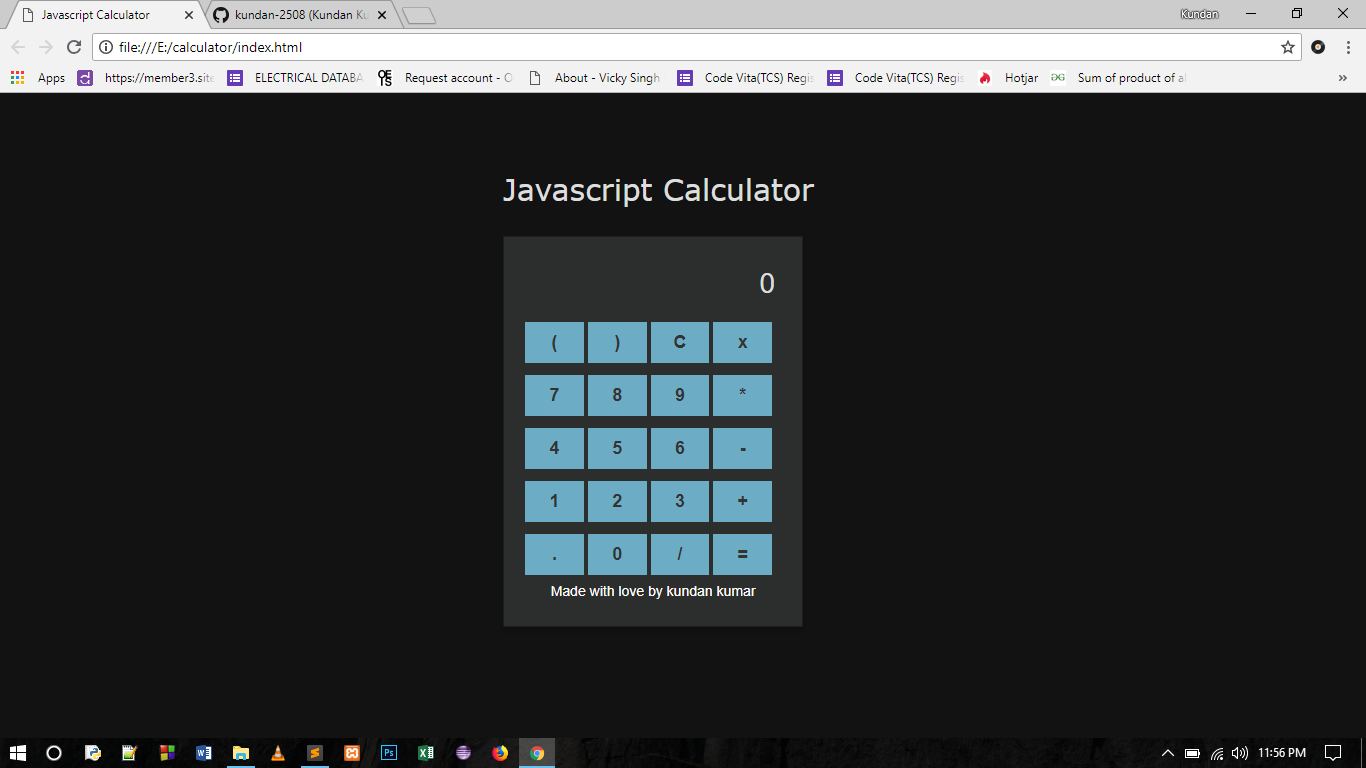 Javascript Calculator
kundan-2508 (Kundan Ku
Kundan
file:///E:/calculator/index.html
Apps https://member3.site ELECTRICAL DATABA Request account - O About - Vicky Singh Code Vita(TCS) Regis Code Vita(TCS) Regis Hotjar Sum of product of al »
Javascript Calculator
0
( ) C x
7 8 9 *
4 5 6 -
1 2 3 +
. 0 / =
Made with love by kundan kumar
11:56 PM